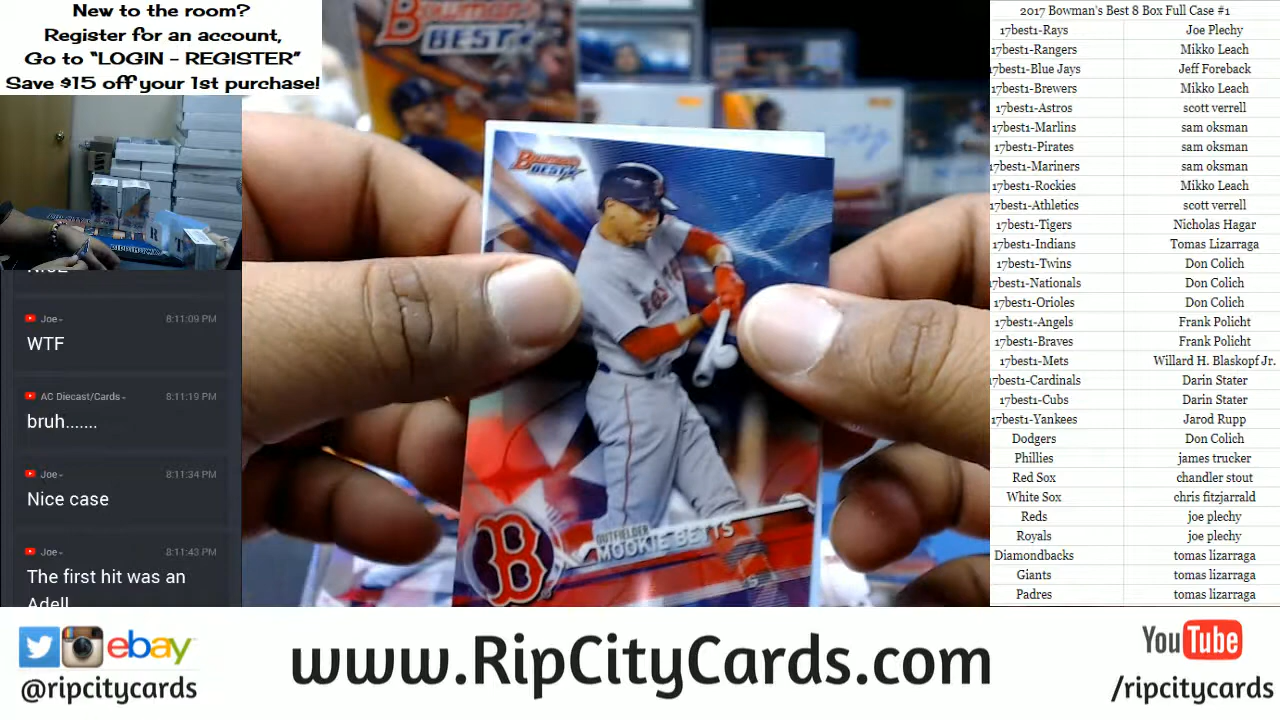 New to the room?
Register for an account,
Go to “LOGIN - REGISTER”
Save $15 off your 1st purchase!
Joe
8:11:09 PM
WTF
AC Diecast/Cards
8:11:19 PM
bruh.......
Joe
8:11:34 PM
Nice case
Joe
8:11:43 PM
The first hit was an
Adell
Bowman's
BEST
Bowman's
BEST
OUTFIELDER
MOOKIE BETTS
B
2017 Bowman's Best 8 Box Full Case #1
17best1-Rays Joe Plechy
17best1-Rangers Mikko Leach
17best1-Blue Jays Jeff Foreback
17best1-Brewers Mikko Leach
17best1-Astros scott verrell
17best1-Marlins sam oksman
17best1-Pirates sam oksman
17best1-Mariners sam oksman
17best1-Rockies Mikko Leach
17best1-Athletics scott verrell
17best1-Tigers Nicholas Hagar
17best1-Indians Tomas Lizarraga
17best1-Twins Don Colich
17best1-Nationals Don Colich
17best1-Orioles Don Colich
17best1-Angels Frank Policht
17best1-Braves Frank Policht
17best1-Mets Willard H. Blaskopf Jr.
17best1-Cardinals Darin Stater
17best1-Cubs Darin Stater
17best1-Yankees Jarod Rupp
Dodgers Don Colich
Phillies james trucker
Red Sox chandler stout
White Sox chris fitzjarrald
Reds joe plechy
Royals joe plechy
Diamondbacks tomas lizarraga
Giants tomas lizarraga
Padres tomas lizarraga
ebay
@ripcitycards
www.RipCityCards.com
YouTube
/ripcitycards